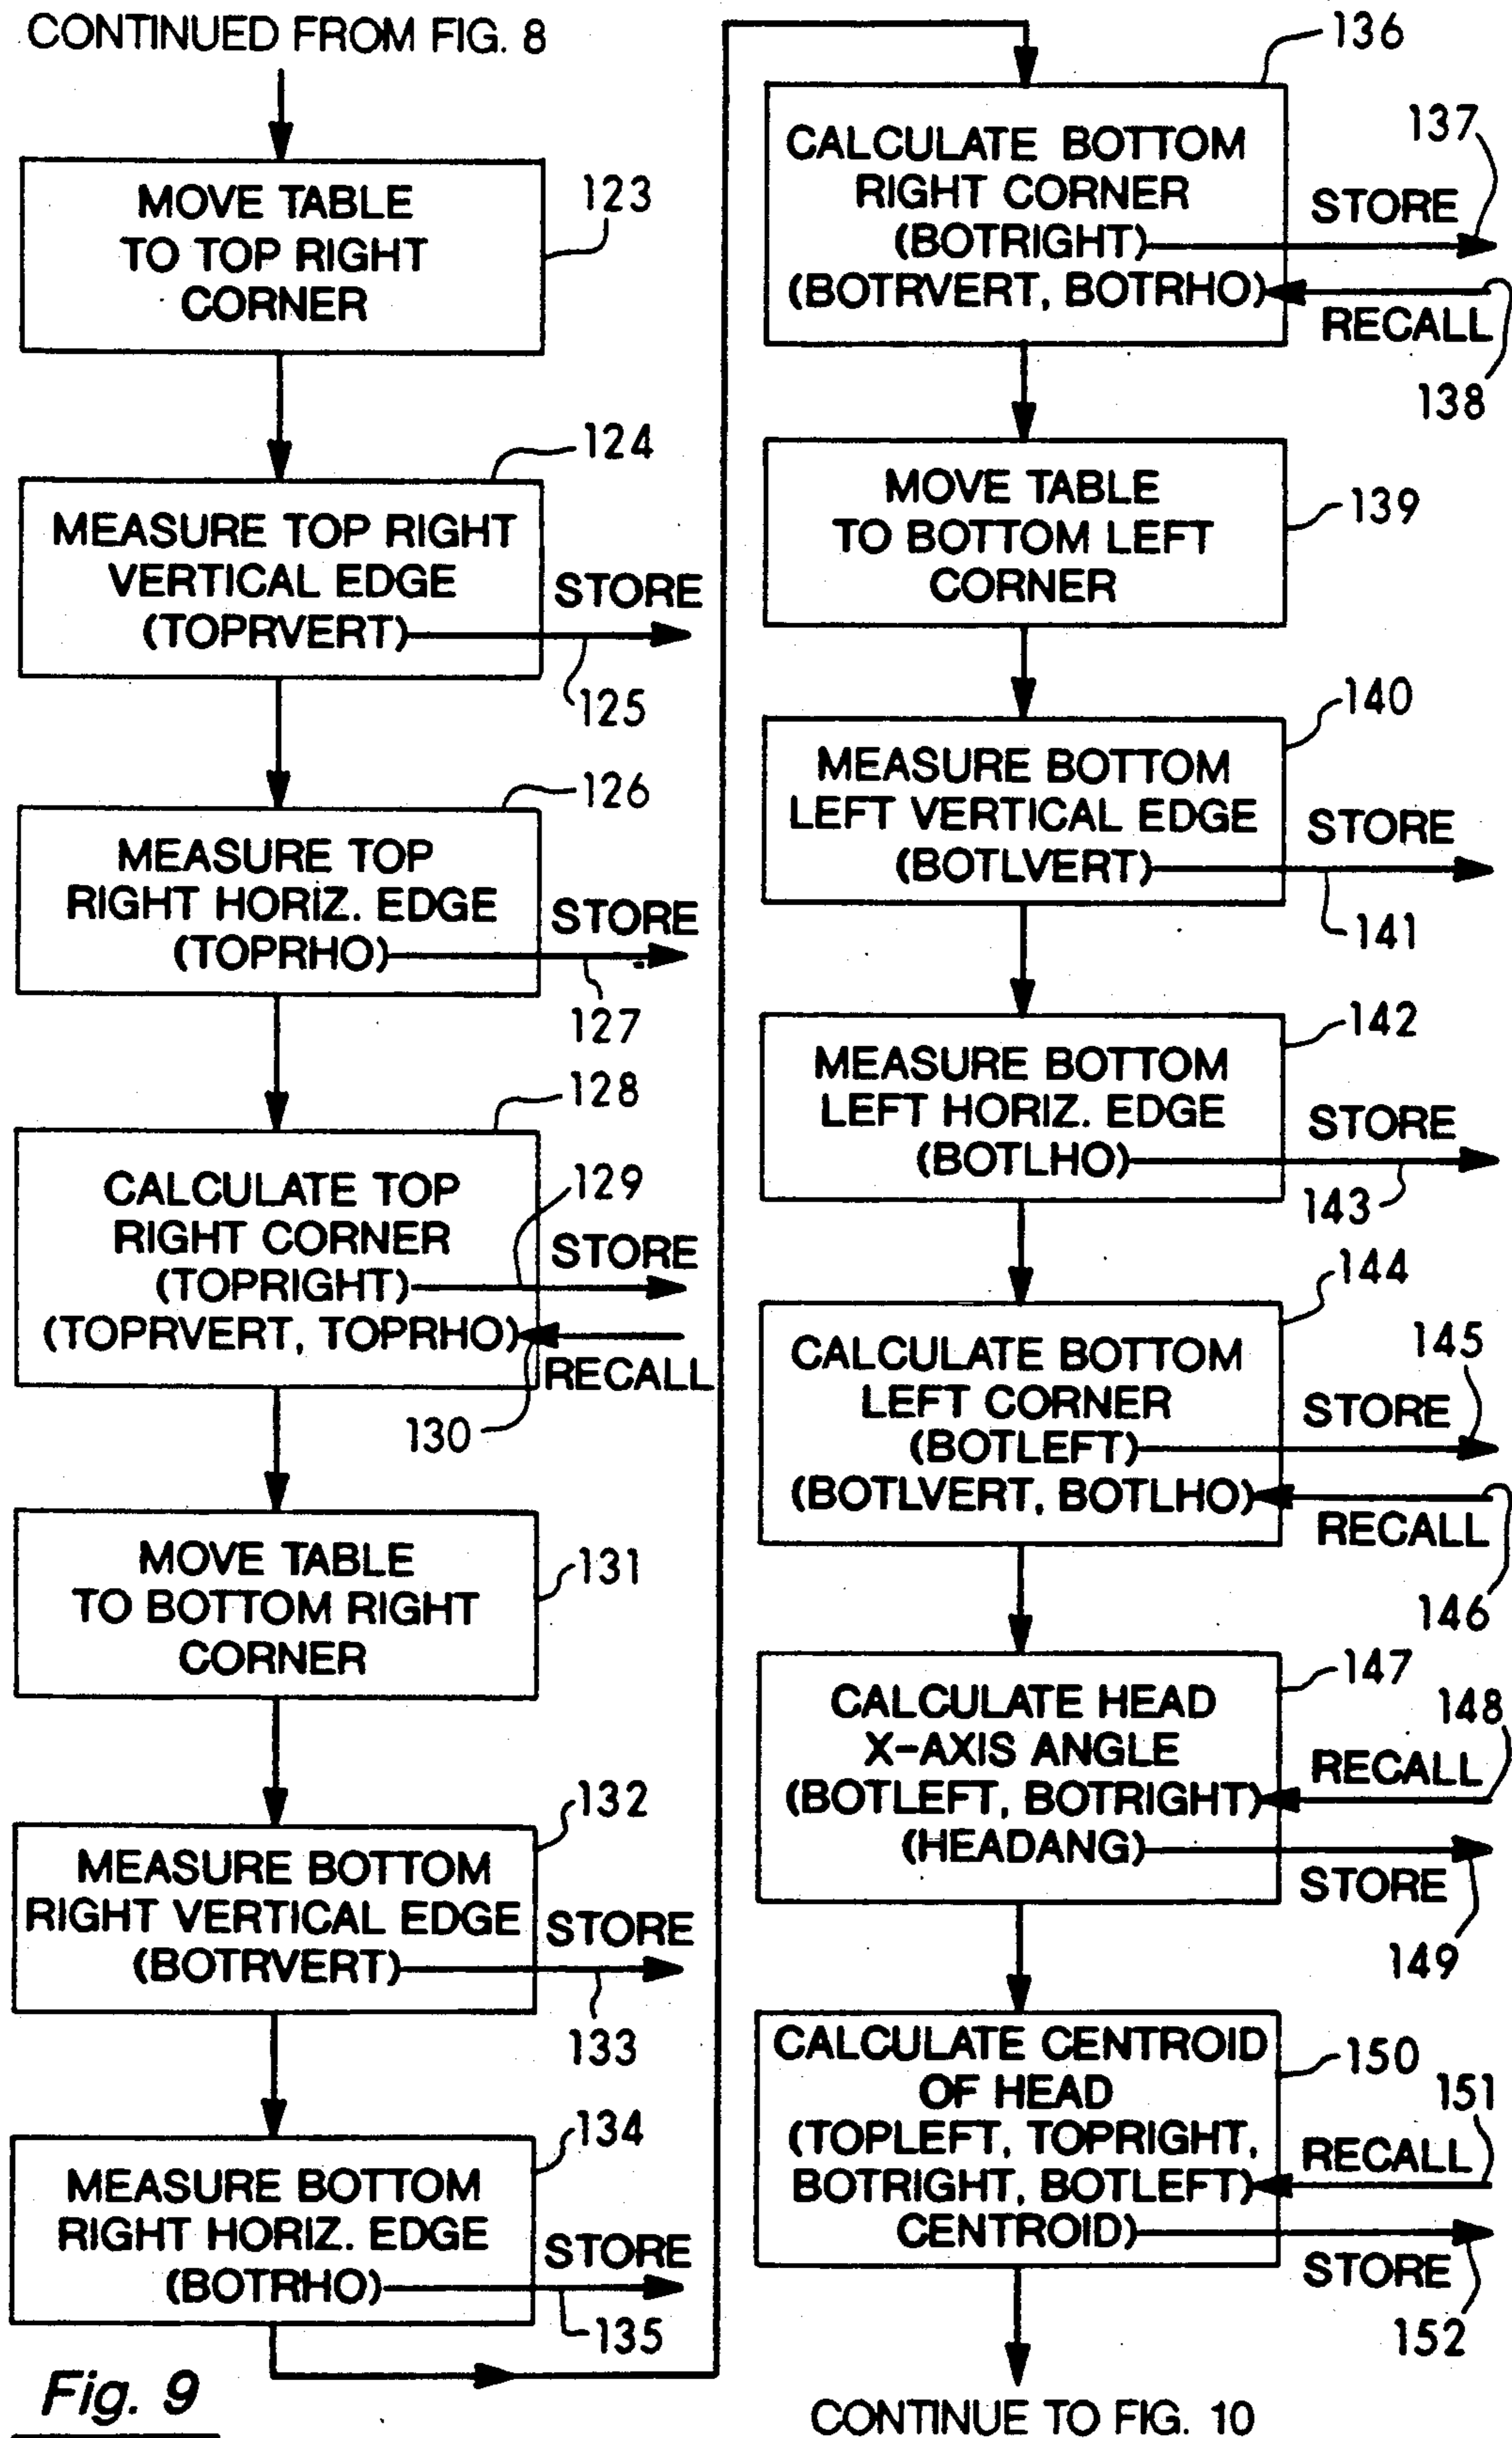 CONTINUED FROM FIG. 8
MOVE TABLE
TO TOP RIGHT
CORNER
123
124
MEASURE TOP RIGHT
VERTICAL EDGE
(TOPRVERT)
STORE
125
126
MEASURE TOP
RIGHT HORIZ. EDGE
(TOPRHO)
STORE
127
128
CALCULATE TOP
RIGHT CORNER
(TOPRIGHT)
129
STORE
(TOPRVERT, TOPRHO)
RECALL
130
MOVE TABLE
TO BOTTOM RIGHT
CORNER
131
132
MEASURE BOTTOM
RIGHT VERTICAL EDGE
(BOTRVERT)
STORE
133
134
MEASURE BOTTOM
RIGHT HORIZ. EDGE
(BOTRHO)
STORE
135
Fig. 9
136
CALCULATE BOTTOM
RIGHT CORNER
(BOTRIGHT)
137
STORE
(BOTRVERT, BOTRHO)
RECALL
138
MOVE TABLE
TO BOTTOM LEFT
CORNER
139
140
MEASURE BOTTOM
LEFT VERTICAL EDGE
(BOTLVERT)
STORE
141
142
MEASURE BOTTOM
LEFT HORIZ. EDGE
(BOTLHO)
STORE
143
144
CALCULATE BOTTOM
LEFT CORNER
(BOTLEFT)
145
STORE
(BOTLVERT, BOTLHO)
RECALL
146
147
CALCULATE HEAD
X-AXIS ANGLE
(BOTLEFT, BOTRIGHT)
148
RECALL
(HEADANG)
STORE
149
CALCULATE CENTROID
OF HEAD
(TOPLEFT, TOPRIGHT,
BOTRIGHT, BOTLEFT)
CENTROID)
150
151
RECALL
STORE
152
CONTINUE TO FIG. 10